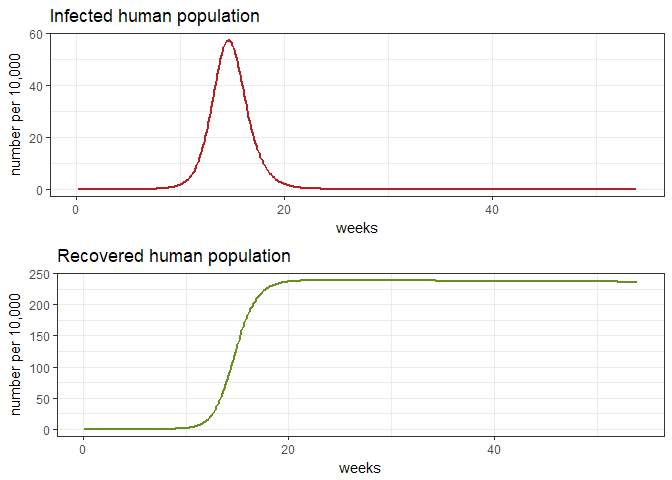 Infected human population
number per 10,000
60
40
20
0
0 20 40
weeks
Recovered human population
number per 10,000
250
200
150
100
50
0
0 20 40
weeks